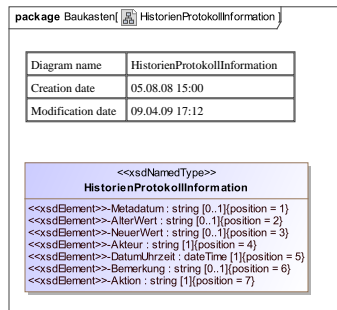 package Baukasten[ HistorienProtokollInformation ]
Diagram name HistorienProtokollInformation
Creation date 05.08.08 15:00
Modification date 09.04.09 17:12
<<xsdNamedType>>
HistorienProtokollInformation
<<xsdElement>>-Metadatum : string [0..1]{position = 1}
<<xsdElement>>-AlterWert : string [0..1]{position = 2}
<<xsdElement>>-NeuerWert : string [0..1]{position = 3}
<<xsdElement>>-Akteur : string [1]{position = 4}
<<xsdElement>>-DatumUhrzeit : dateTime [1]{position = 5}
<<xsdElement>>-Bemerkung : string [0..1]{position = 6}
<<xsdElement>>-Aktion : string [1]{position = 7}